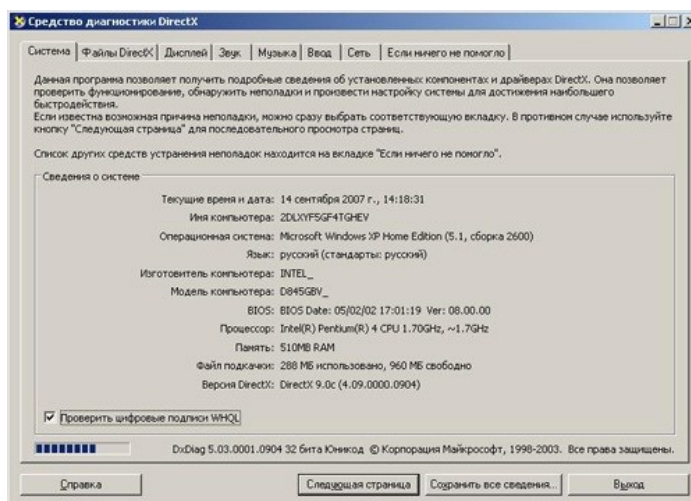 Средство диагностики DirectX
Система Файлы DirectX Дисплей Звук Музыка Ввод Сеть Если ничего не помогло
Данная программа позволяет получить подробные сведения об установленных компонентах и драйверах DirectX. Она позволяет
проверить функционирование, обнаружить неполадки и произвести настройку системы для достижения наибольшего
быстродействия.
Если известна возможная причина неполадки, можно сразу выбрать соответствующую вкладку. В противном случае используйте
кнопку "Следующая страница" для последовательного просмотра страниц.
Список других средств устранения неполадок находится на вкладке "Если ничего не помогло".
Сведения о системе
Текущие время и дата: 14 сентября 2007 г., 14:18:31
Имя компьютера: 2DLXYF5GF4TGHEV
Операционная система: Microsoft Windows XP Home Edition (5.1, сборка 2600)
Язык: русский (стандарты: русский)
Изготовитель компьютера: INTEL_
Модель компьютера: D845GBV_
BIOS: BIOS Date: 05/02/02 17:01:19 Ver: 08.00.00
Процессор: Intel(R) Pentium(R) 4 CPU 1.70GHz, ~1.7GHz
Память: 510MB RAM
Файл подкачки: 288 МБ использовано, 960 МБ свободно
Версия DirectX: DirectX 9.0c (4.09.0000.0904)
Проверить цифровые подписи WHQL
DxDiag 5.03.0001.0904 32 бита Юникод © Корпорация Майкрософт, 1998-2003. Все права защищены.
Справка Следующая страница Сохранить все сведения... Выход